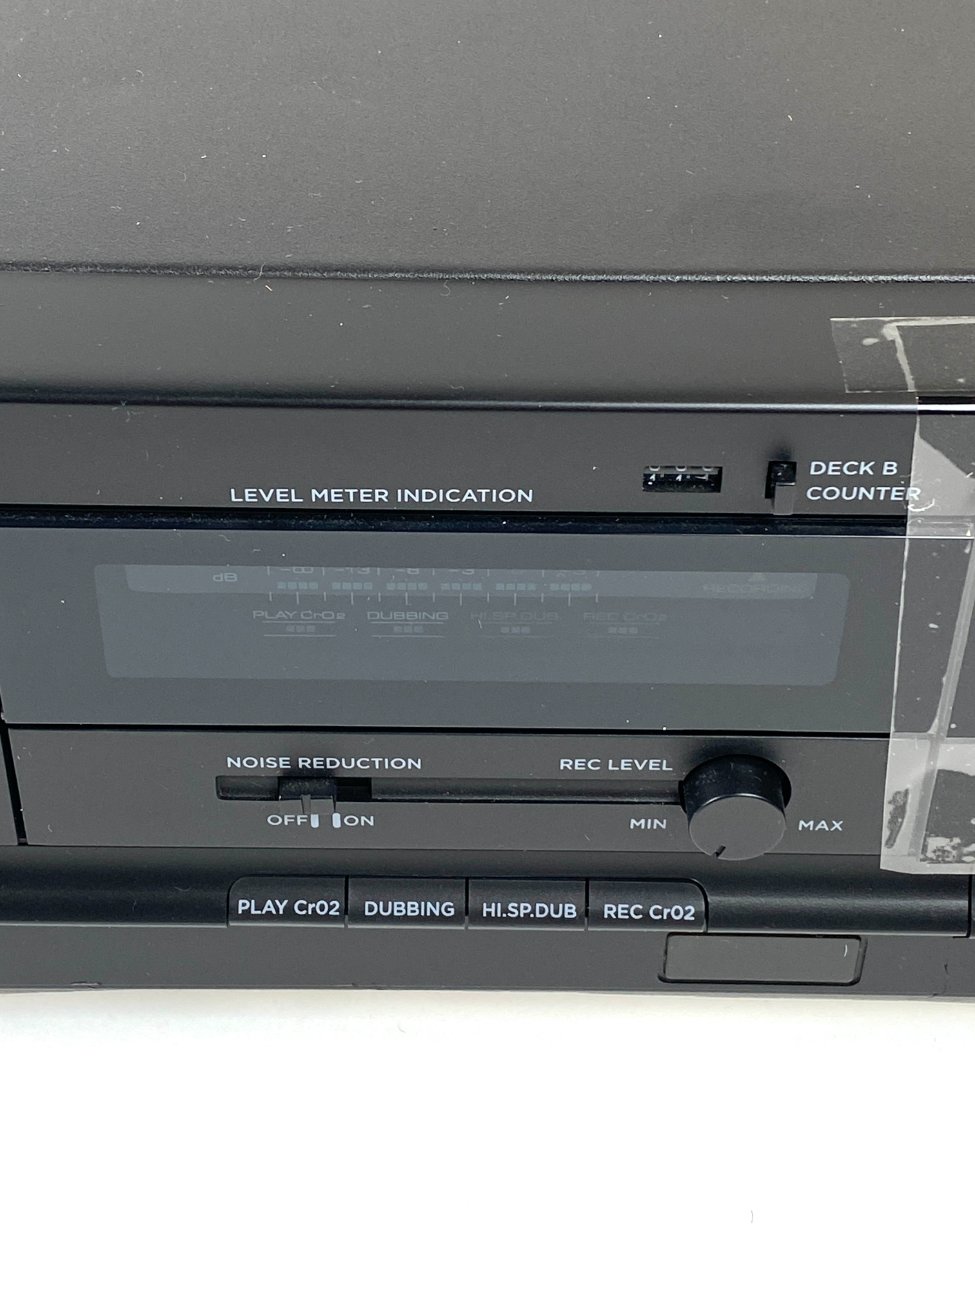 DECK B
LEVEL METER INDICATION
COUNTER
dB
PLAY CrO2 DUBBING HI.SP.DUB REC CrO2
NOISE REDUCTION REC LEVEL
OFF ON MIN MAX
PLAY Cr02 DUBBING HI.SP.DUB REC Cr02